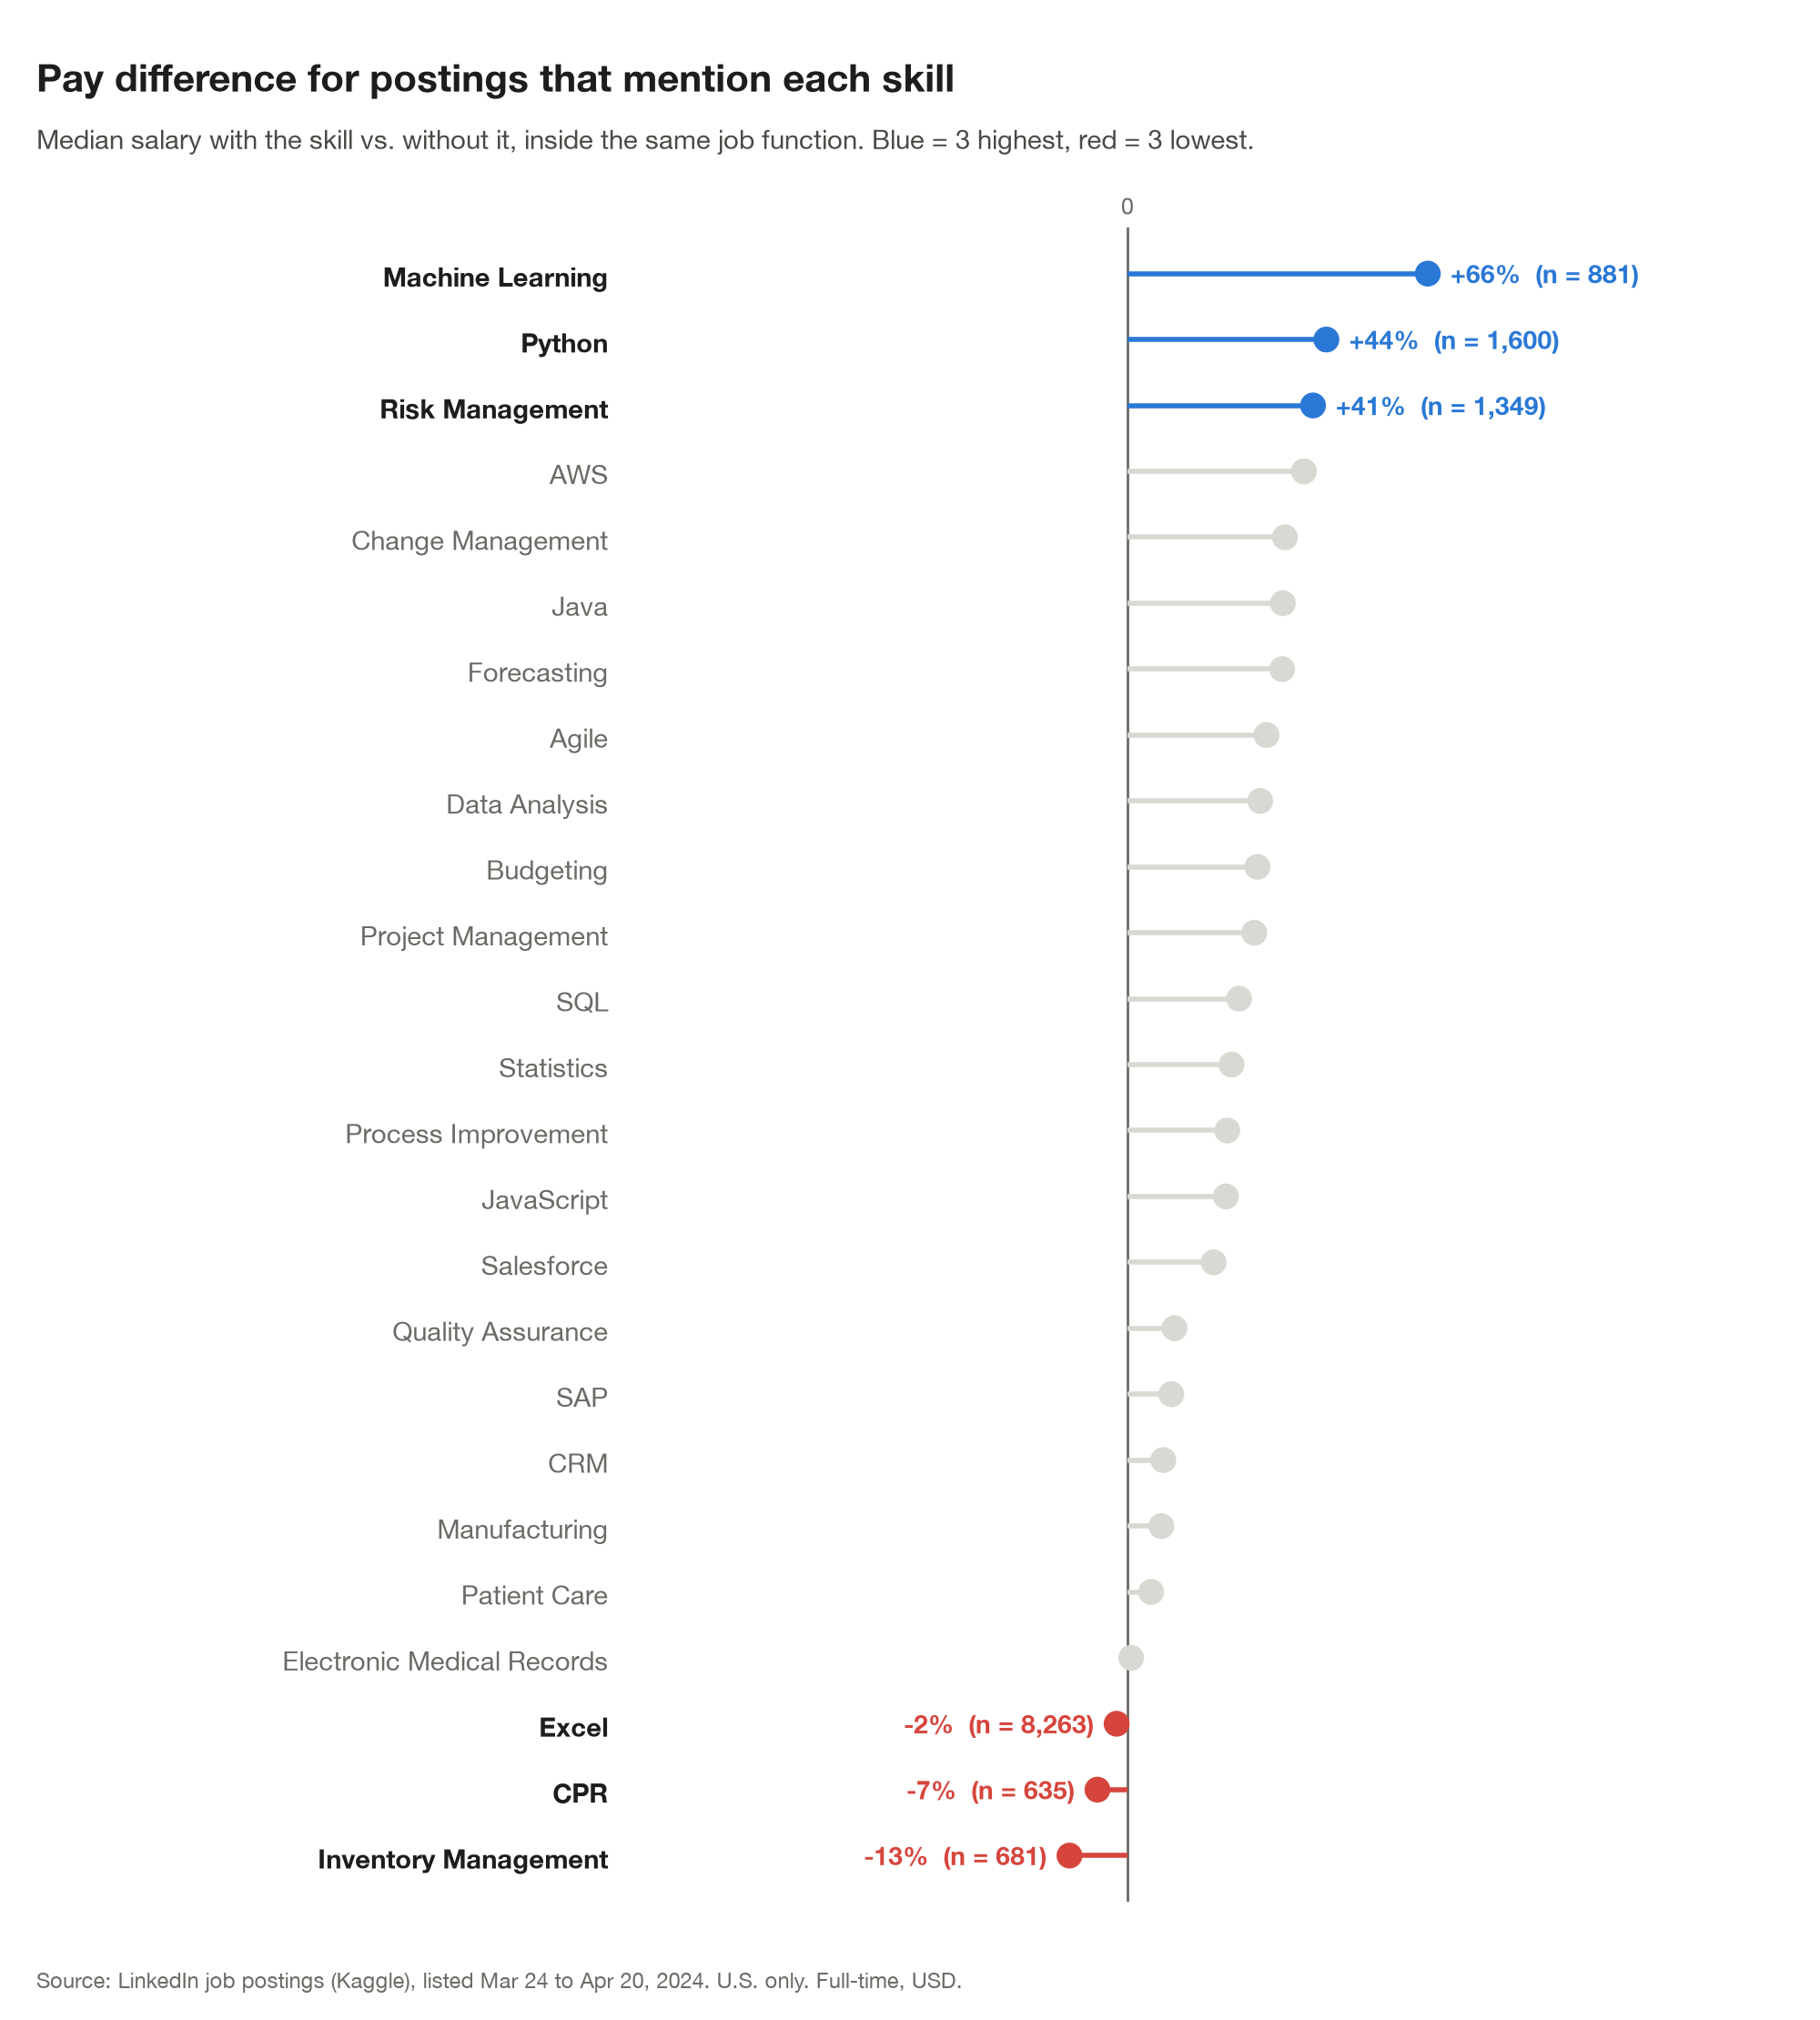 Pay difference for postings that mention each skill
Median salary with the skill vs. without it, inside the same job function. Blue = 3 highest, red = 3 lowest.
0
Machine Learning +66% (n = 881)
Python +44% (n = 1,600)
Risk Management +41% (n = 1,349)
AWS
Change Management
Java
Forecasting
Agile
Data Analysis
Budgeting
Project Management
SQL
Statistics
Process Improvement
JavaScript
Salesforce
Quality Assurance
SAP
CRM
Manufacturing
Patient Care
Electronic Medical Records
Excel -2% (n = 8,263)
CPR -7% (n = 635)
Inventory Management -13% (n = 681)
Source: LinkedIn job postings (Kaggle), listed Mar 24 to Apr 20, 2024. U.S. only. Full-time, USD.